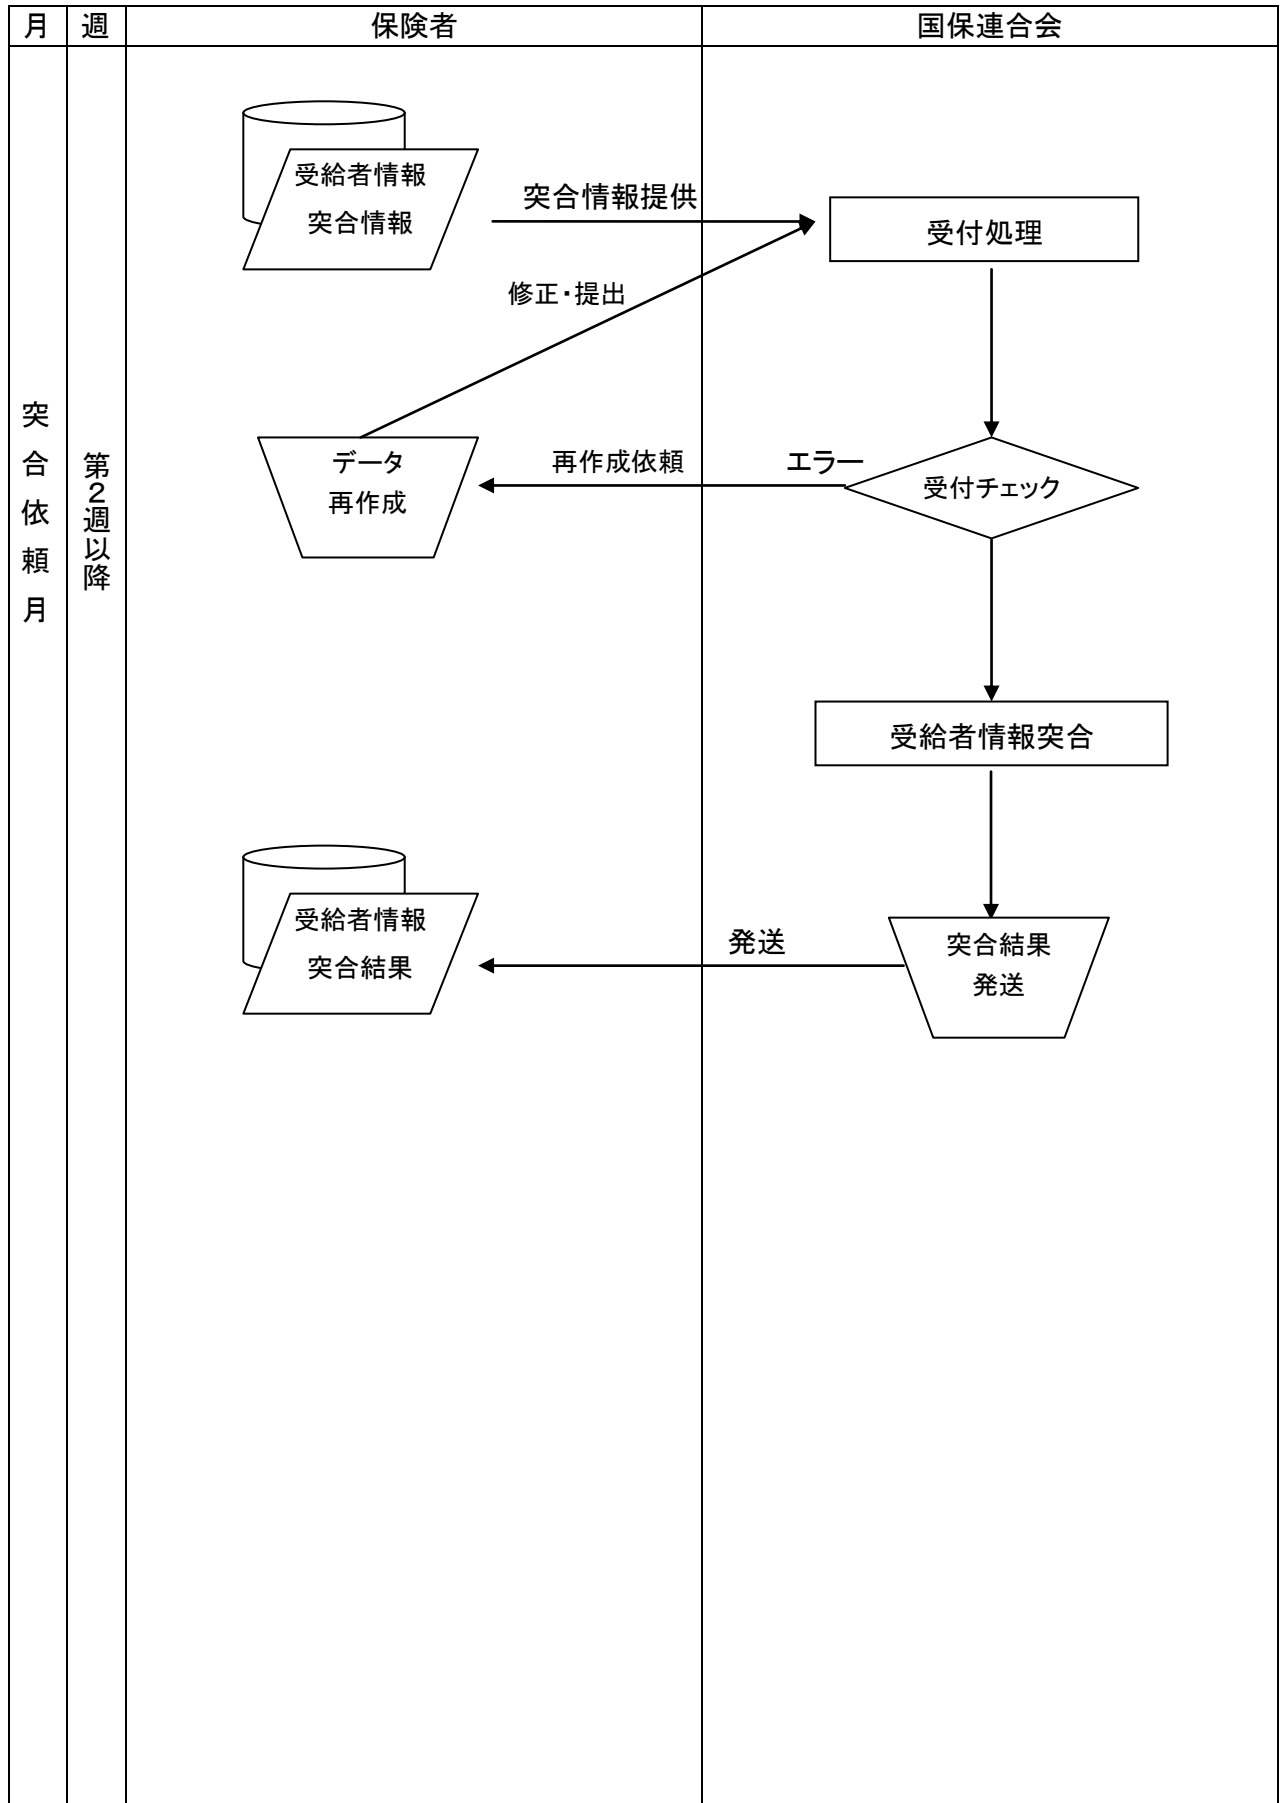 月
週
保険者
国保連合会
突合依頼月
第2週以降
受給者情報
突合情報
突合情報提供
受付処理
修正・提出
データ
再作成
再作成依頼
エラー
受付チェック
受給者情報突合
受給者情報
突合結果
発送
突合結果
発送